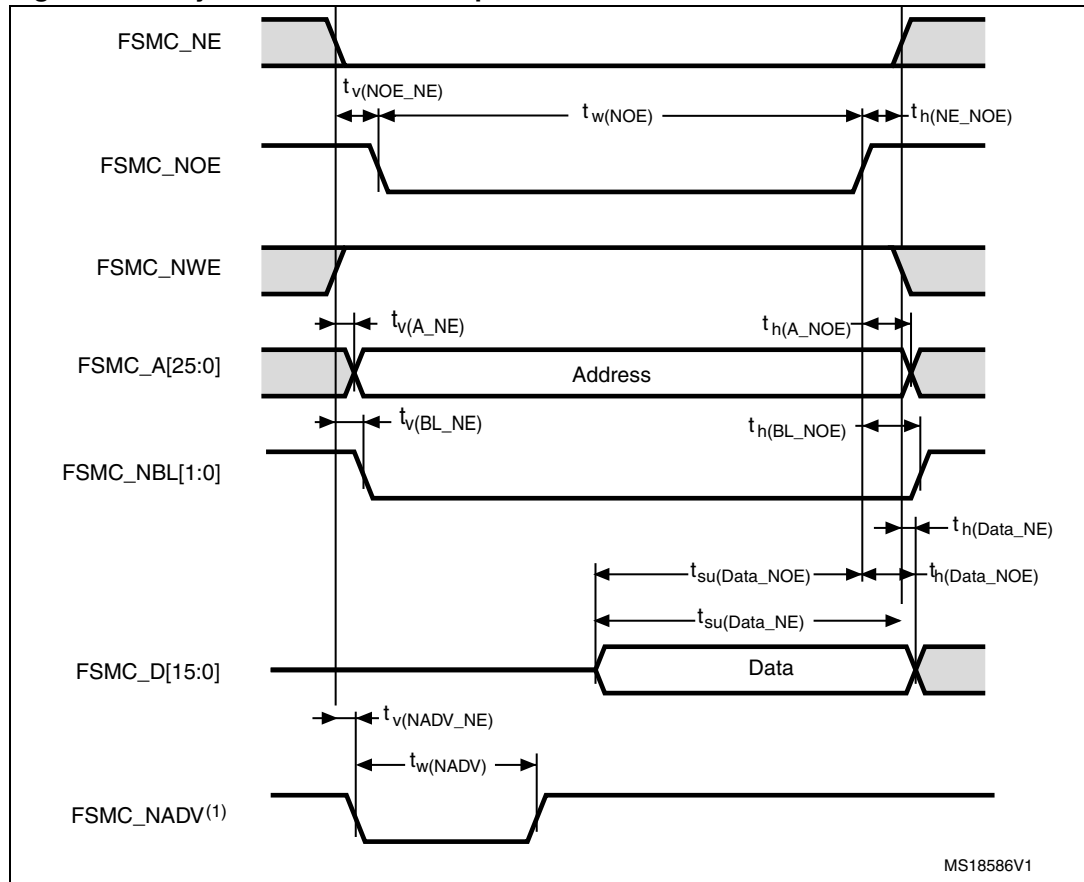 FSMC_NE
tv(NOE_NE)
tw(NOE)
th(NE_NOE)
FSMC_NOE
FSMC_NWE
tv(A_NE)
th(A_NOE)
FSMC_A[25:0]
Address
tv(BL_NE)
th(BL_NOE)
FSMC_NBL[1:0]
th(Data_NE)
tsu(Data_NOE)
th(Data_NOE)
tsu(Data_NE)
FSMC_D[15:0]
Data
tv(NADV_NE)
tw(NADV)
FSMC_NADV(1)
MS18586V1